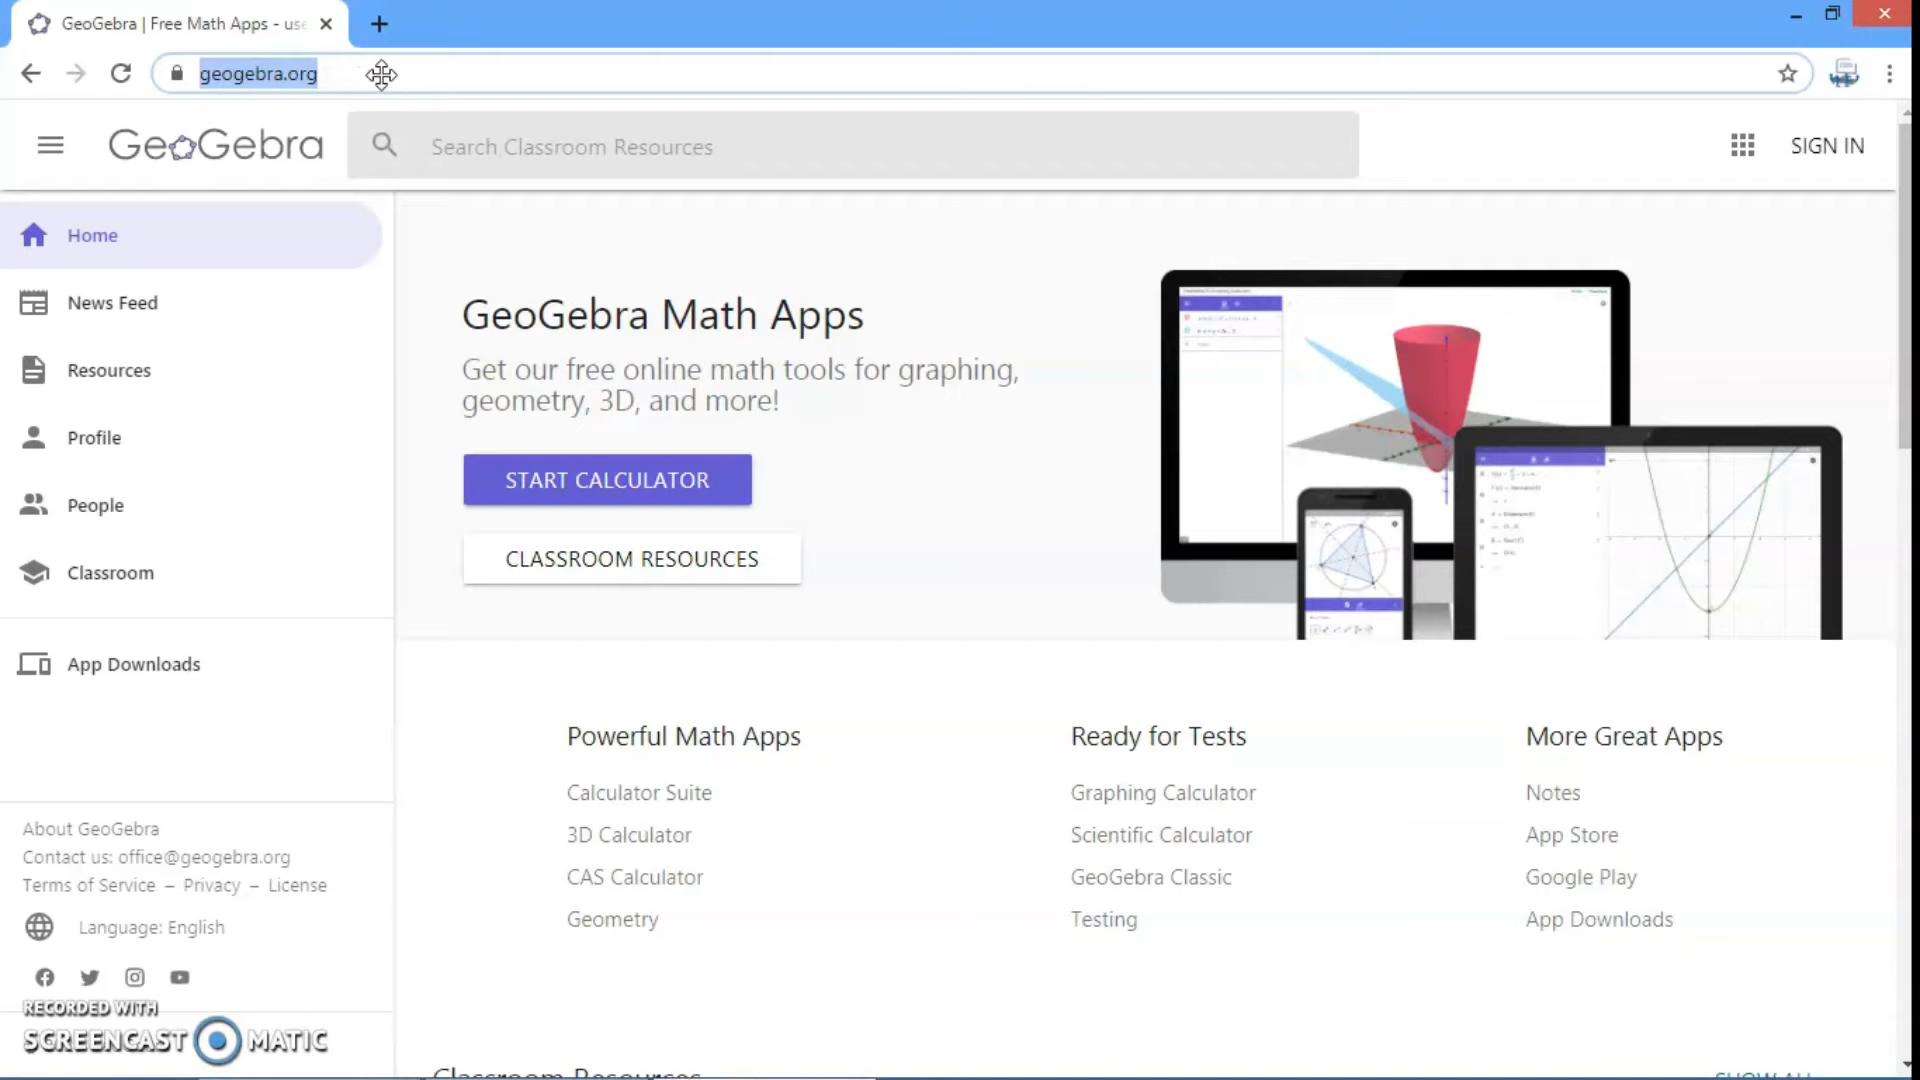 GeoGebra | Free Math Apps - use
geogebra.org
GeoGebra
Search Classroom Resources
SIGN IN
Home
News Feed
Resources
Profile
People
Classroom
App Downloads
About GeoGebra
Contact us: office@geogebra.org
Terms of Service – Privacy – License
Language: English
RECORDED WITH
SCREENCAST MATIC
GeoGebra Math Apps
Get our free online math tools for graphing,
geometry, 3D, and more!
START CALCULATOR
CLASSROOM RESOURCES
Powerful Math Apps
Calculator Suite
3D Calculator
CAS Calculator
Geometry
Ready for Tests
Graphing Calculator
Scientific Calculator
GeoGebra Classic
Testing
More Great Apps
Notes
App Store
Google Play
App Downloads
Classroom Resources
SHOW ALL